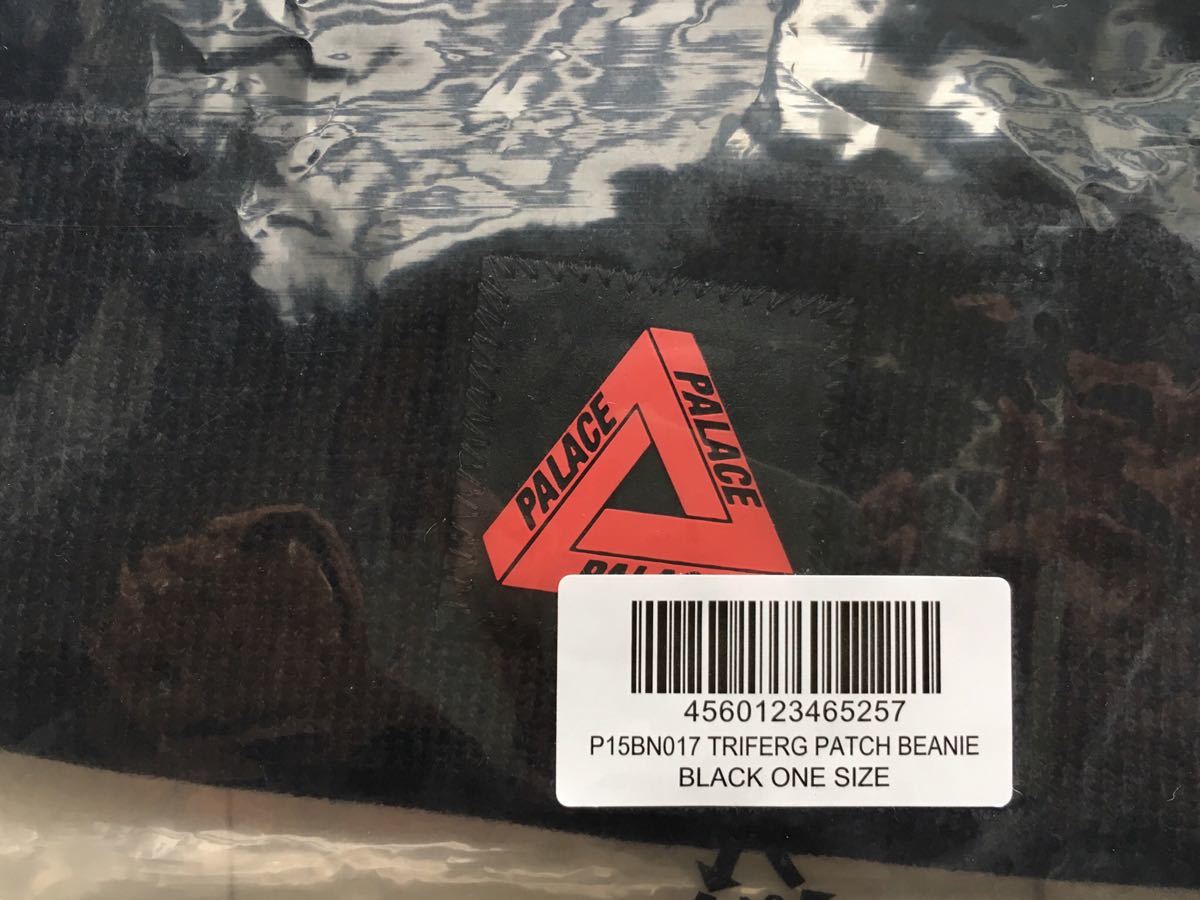 PALACE
PALACE
4560123465257
P15BN017 TRIFERG PATCH BEANIE
BLACK ONE SIZE